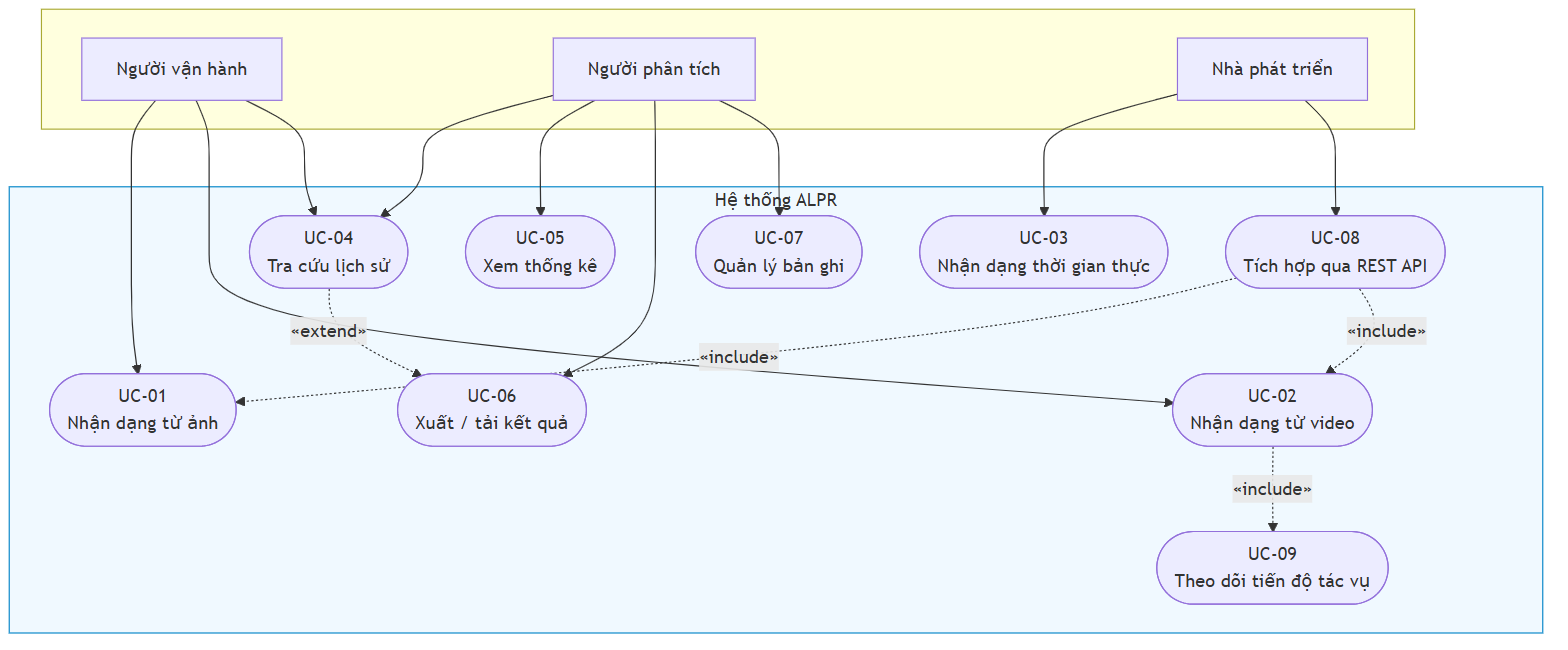 Người vận hành
Người phân tích
Nhà phát triển
Hệ thống ALPR
UC-04
Tra cứu lịch sử
UC-05
Xem thống kê
UC-07
Quản lý bản ghi
UC-03
Nhận dạng thời gian thực
UC-08
Tích hợp qua REST API
«extend»
«include»
«include»
UC-01
Nhận dạng từ ảnh
UC-06
Xuất / tải kết quả
UC-02
Nhận dạng từ video
«include»
UC-09
Theo dõi tiến độ tác vụ